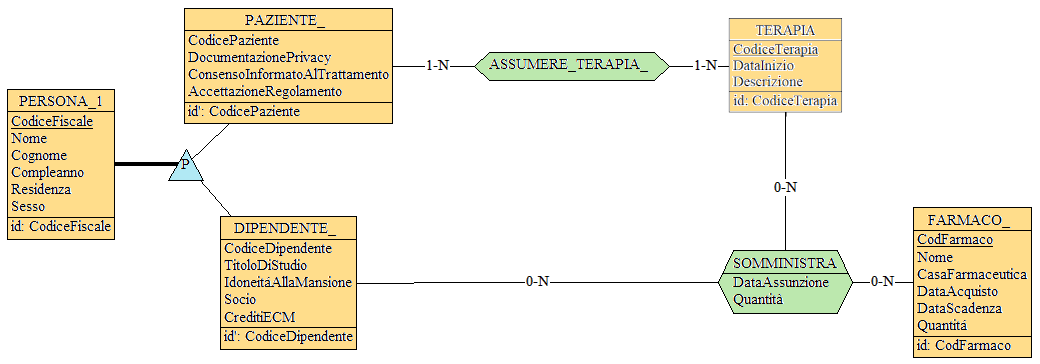 PAZIENTE_
CodicePaziente
DocumentazionePrivacy
ConsensoInformatoAlTrattamento
AccettazioneRegolamento
id': CodicePaziente
1-N
ASSUMERE_TERAPIA_
1-N
TERAPIA
CodiceTerapia
DataInizio
Descrizione
id: CodiceTerapia
PERSONA_1
CodiceFiscale
Nome
Cognome
Compleanno
Residenza
Sesso
id: CodiceFiscale
P
0-N
DIPENDENTE_
CodiceDipendente
TitoloDiStudio
IdoneitáAllaMansione
Socio
CreditiECM
id': CodiceDipendente
0-N
SOMMINISTRA
DataAssunzione
Quantità
0-N
FARMACO_
CodFarmaco
Nome
CasaFarmaceutica
DataAcquisto
DataScadenza
Quantitá
id: CodFarmaco